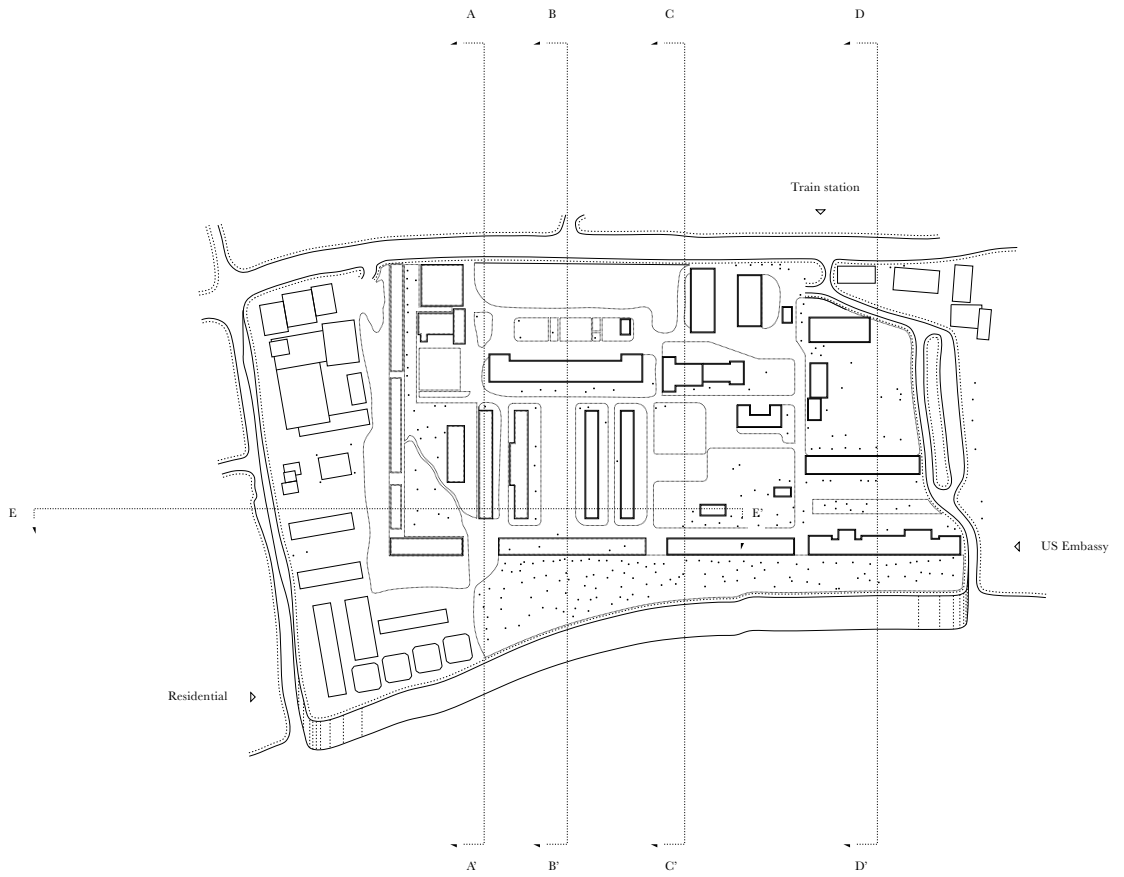 A B C D
Train station
E E'
US Embassy
Residential
A' B' C' D'